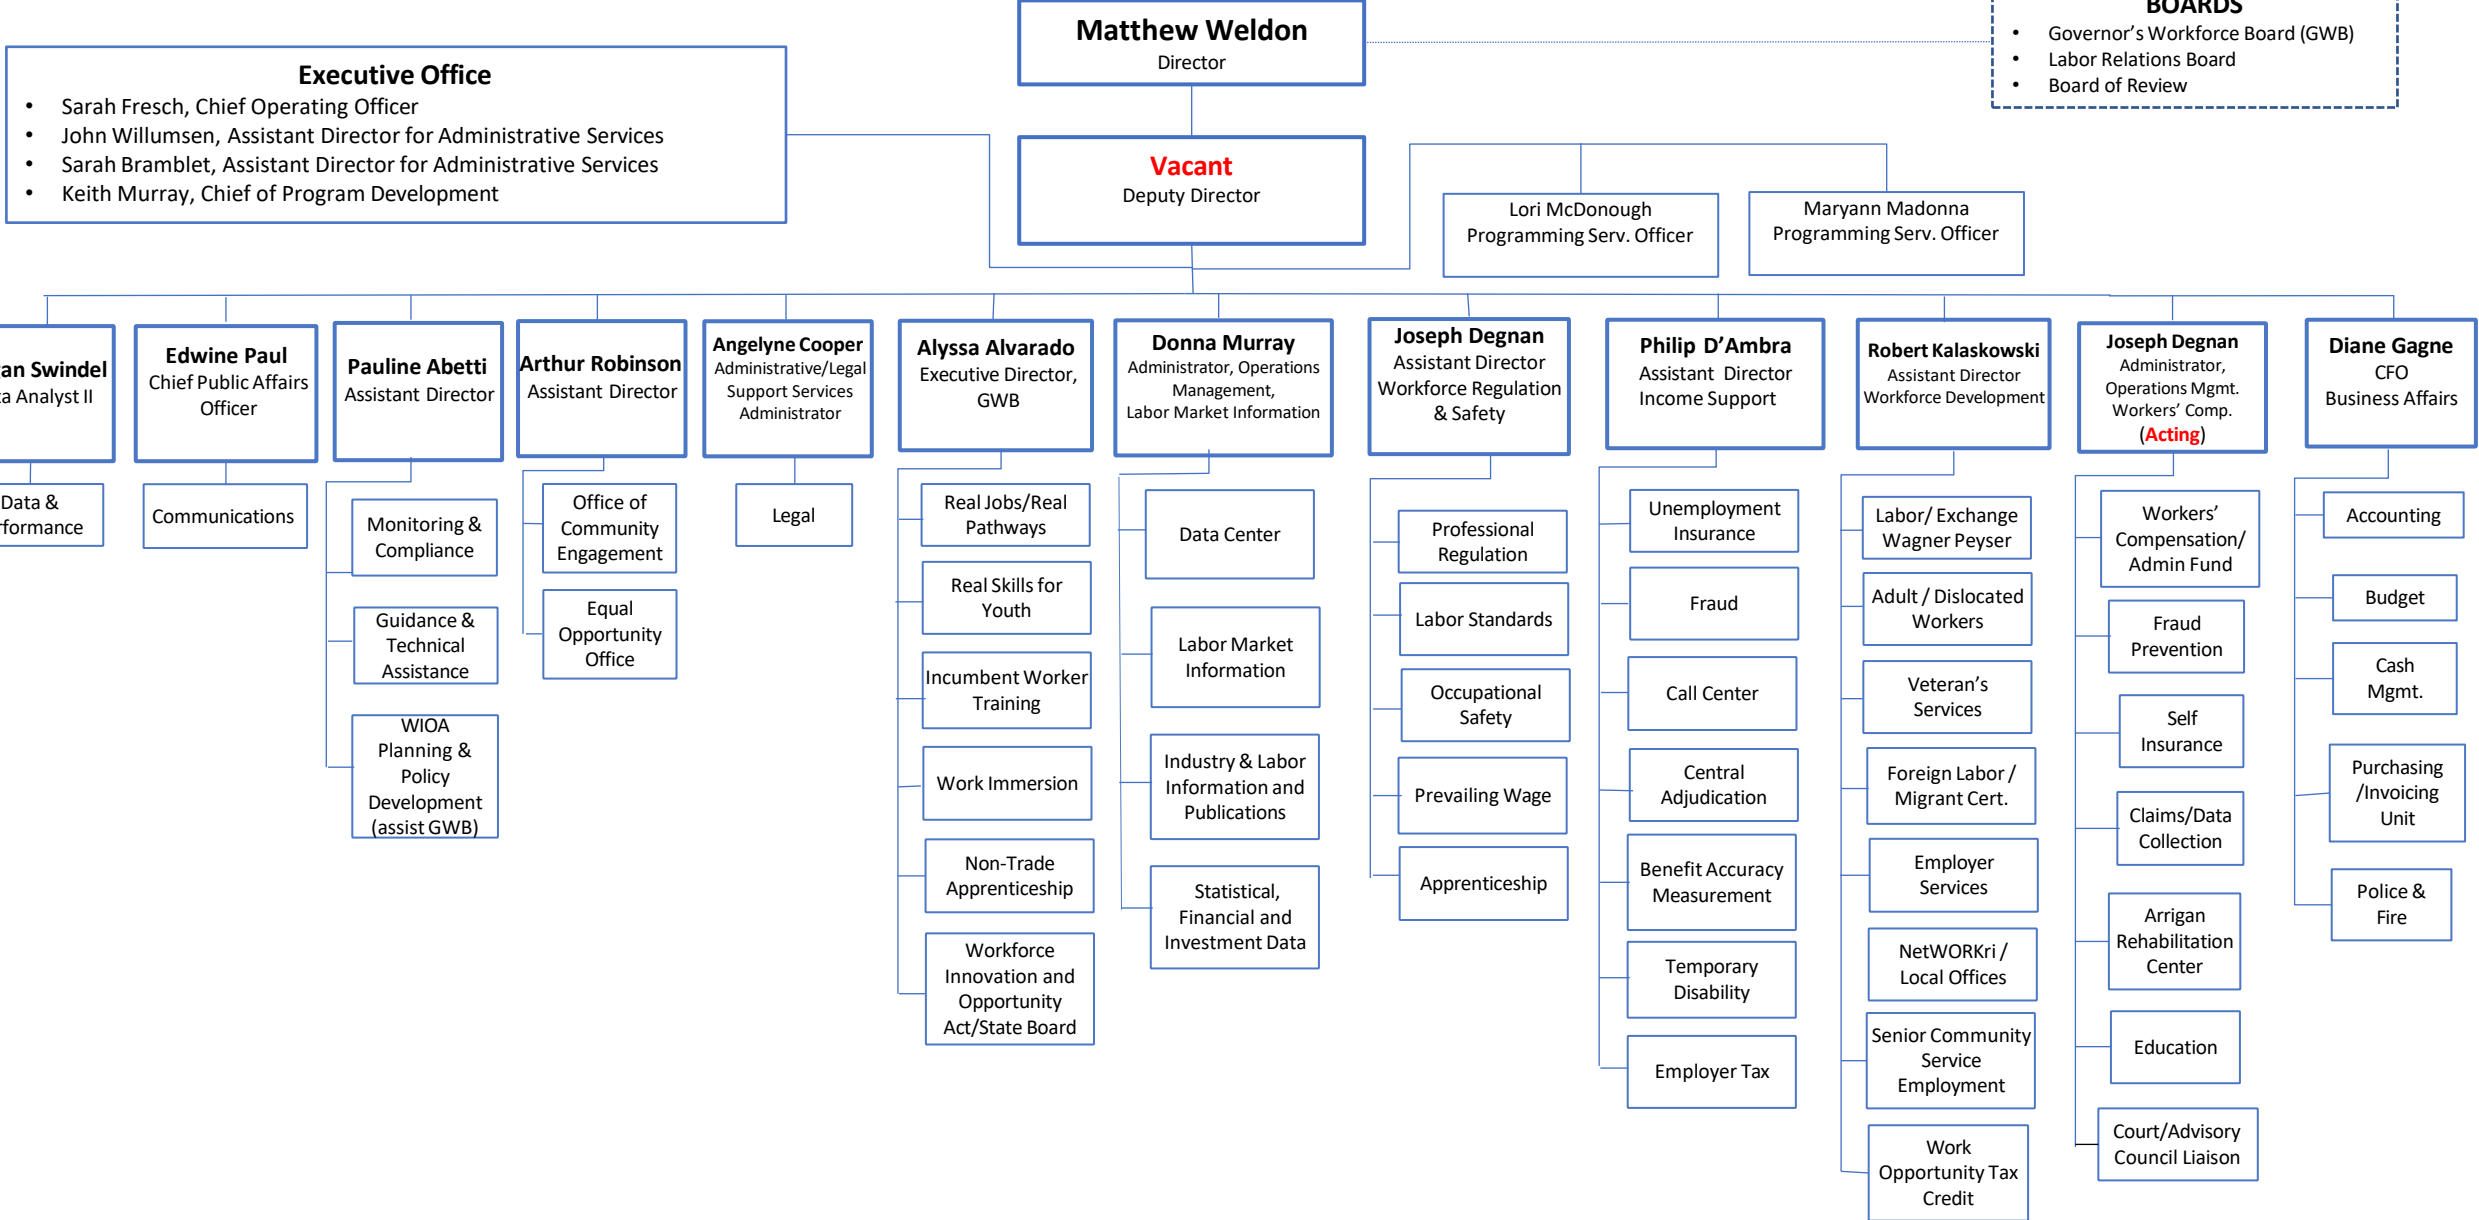 Matthew Weldon
Director
BOARDS
• Governor's Workforce Board (GWB)
• Labor Relations Board
• Board of Review
Executive Office
• Sarah Fresch, Chief Operating Officer
• John Willumsen, Assistant Director for Administrative Services
• Sarah Bramblet, Assistant Director for Administrative Services
• Keith Murray, Chief of Program Development
Vacant
Deputy Director
Lori McDonough
Programming Serv. Officer
Maryann Madonna
Programming Serv. Officer
Swindel
Analyst II
Data &
Edwine Paul
Chief Public Affairs
Officer
Communications
Pauline Abetti
Assistant Director
Monitoring &
Compliance
Guidance &
Technical
Assistance
WIOA
Planning &
Policy
Development
(assist GWB)
Arthur Robinson
Assistant Director
Office of
Community
Engagement
Equal
Opportunity
Office
Angelyne Cooper
Administrative/Legal
Support Services
Administrator
Legal
Alyssa Alvarado
Executive Director,
GWB
Real Jobs/Real
Pathways
Real Skills for
Youth
Incumbent Worker
Training
Work Immersion
Non-Trade
Apprenticeship
Workforce
Innovation and
Opportunity
Act/State Board
Donna Murray
Administrator, Operations
Management,
Labor Market Information
Data Center
Labor Market
Information
Industry & Labor
Information and
Publications
Statistical,
Financial and
Investment Data
Joseph Degnan
Assistant Director
Workforce Regulation
& Safety
Professional
Regulation
Labor Standards
Occupational
Safety
Prevailing Wage
Apprenticeship
Philip D'Ambra
Assistant Director
Income Support
Unemployment
Insurance
Fraud
Call Center
Central
Adjudication
Benefit Accuracy
Measurement
Temporary
Disability
Employer Tax
Robert Kalaskowski
Assistant Director
Workforce Development
Labor/ Exchange
Wagner Peyser
Adult / Dislocated
Workers
Veteran's
Services
Foreign Labor /
Migrant Cert.
Employer
Services
NetWORKri /
Local Offices
Senior Community
Service
Employment
Work
Opportunity Tax
Credit
Joseph Degnan
Administrator,
Operations Mgmt.
Workers' Comp.
(Acting)
Workers'
Compensation/
Admin Fund
Fraud
Prevention
Self
Insurance
Claims/Data
Collection
Arrigan
Rehabilitation
Center
Education
Court/Advisory
Council Liaison
Diane Gagne
CFO
Business Affairs
Accounting
Budget
Cash
Mgmt.
Purchasing
/Invoicing
Unit
Police &
Fire